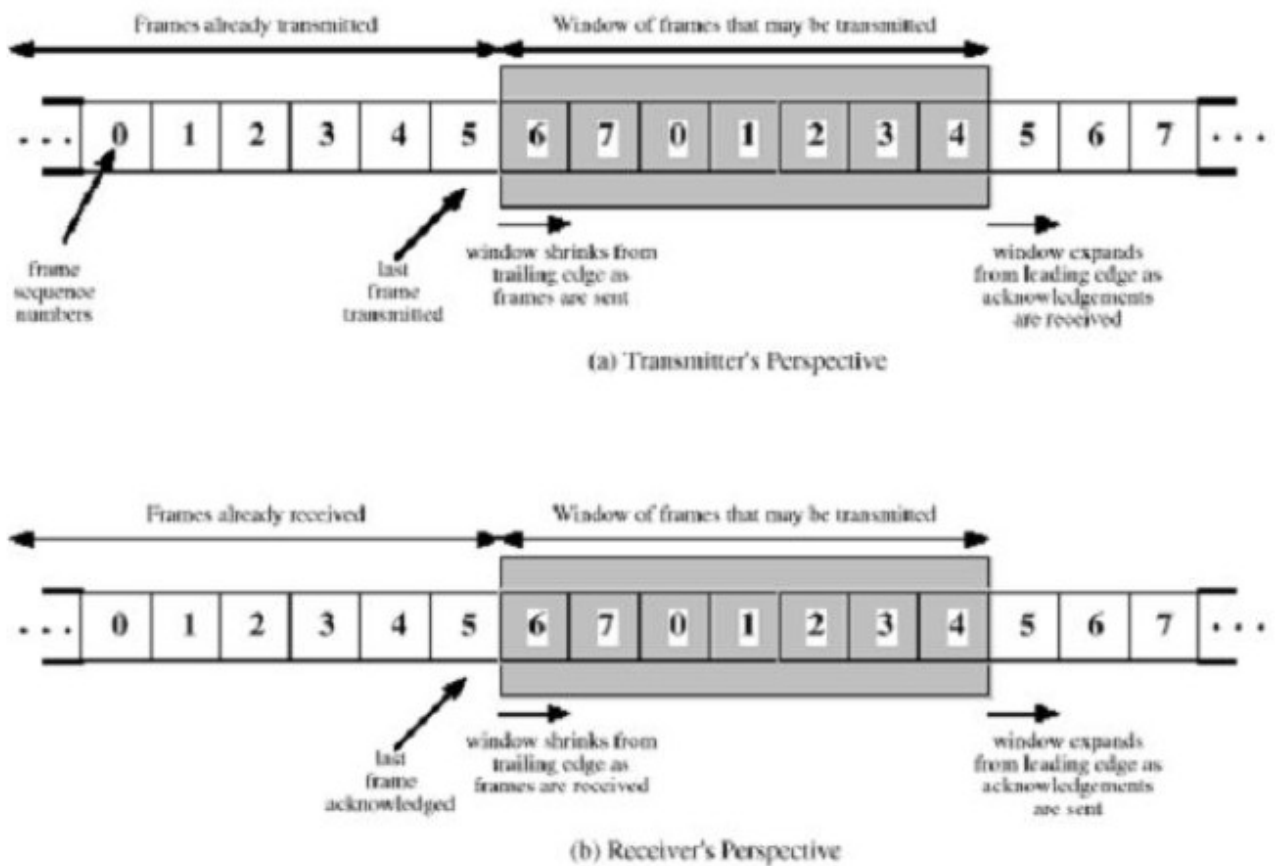 Frames already transmitted
Window of frames that may be transmitted
· · · 0 1 2 3 4 5 6 7 0 1 2 3 4 5 6 7 · · ·
frame
sequence
numbers
last
frame
transmitted
window shrinks from
trailing edge as
frames are sent
window expands
from leading edge as
acknowledgements
are received
(a) Transmitter's Perspective
Frames already received
Window of frames that may be transmitted
· · · 0 1 2 3 4 5 6 7 0 1 2 3 4 5 6 7 · · ·
last
frame
acknowledged
window shrinks from
trailing edge as
frames are received
window expands
from leading edge as
acknowledgements
are sent
(b) Receiver's Perspective